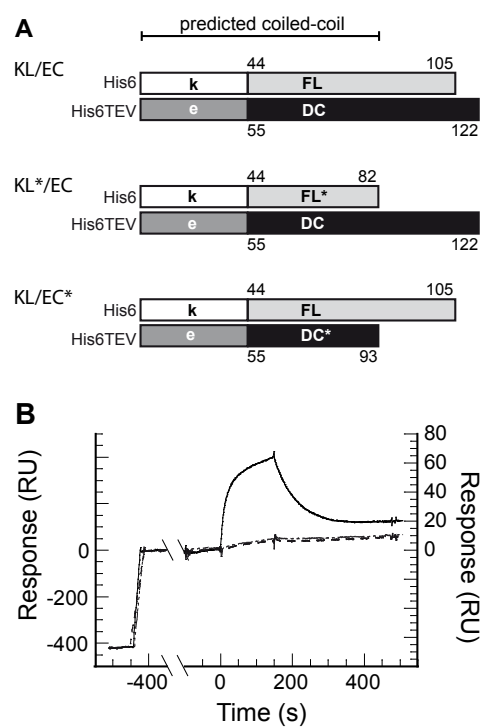 A
predicted coiled-coil
KL/EC
44 105
His6 k FL
His6TEV e DC
55 122
KL*/EC
44 82
His6 k FL*
His6TEV e DC
55 122
KL/EC*
44 105
His6 k FL
His6TEV e DC*
55 93
B
Response (RU)
0
-200
-400
80
60
40
20
0
Response (RU)
-400 0 200 400
Time (s)